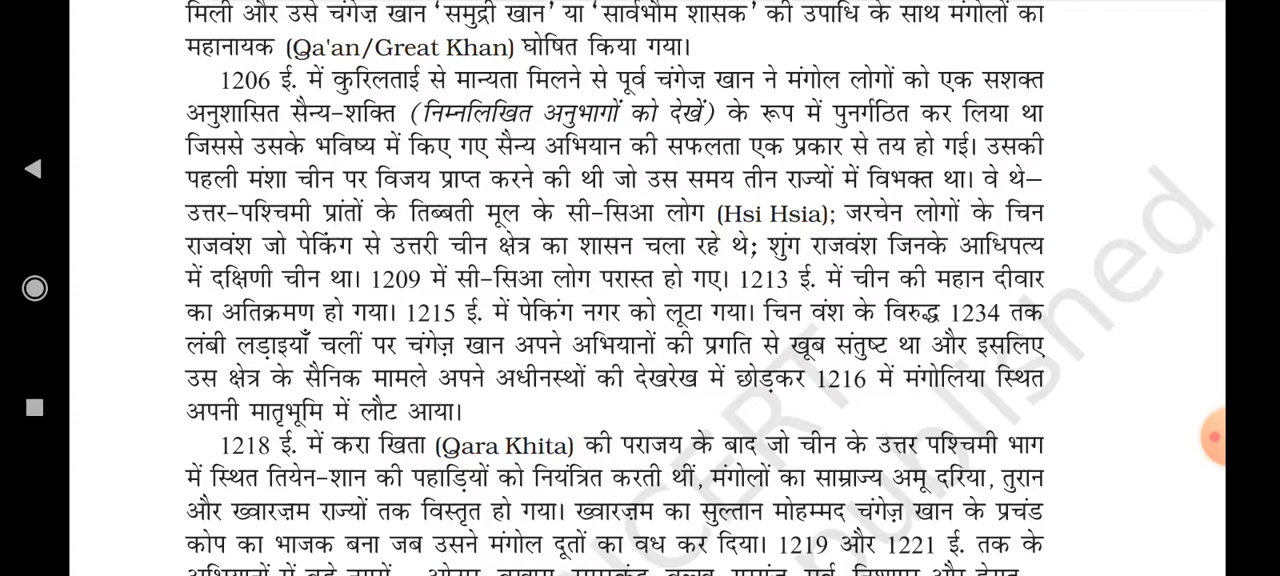 मिली और उसे चंगेज़ खान ‘समुद्री खान’ या ‘सार्वभौम शासक’ की उपाधि के साथ मंगोलों का
महानायक (Qa'an/Great Khan) घोषित किया गया।
1206 ई. में कुरिलताई से मान्यता मिलने से पूर्व चंगेज़ खान ने मंगोल लोगों को एक सशक्त
अनुशासित सैन्य-शक्ति (निम्नलिखित अनुभागों को देखें) के रूप में पुनर्गठित कर लिया था
जिससे उसके भविष्य में किए गए सैन्य अभियान की सफलता एक प्रकार से तय हो गई। उसकी
पहली मंशा चीन पर विजय प्राप्त करने की थी जो उस समय तीन राज्यों में विभक्त था। वे थे–
उत्तर-पश्चिमी प्रांतों के तिब्बती मूल के सी-सिआ लोग (Hsi Hsia); जरचेन लोगों के चिन
राजवंश जो पेकिंग से उत्तरी चीन क्षेत्र का शासन चला रहे थे; शुंग राजवंश जिनके आधिपत्य
में दक्षिणी चीन था। 1209 में सी-सिआ लोग परास्त हो गए। 1213 ई. में चीन की महान दीवार
का अतिक्रमण हो गया। 1215 ई. में पेकिंग नगर को लूटा गया। चिन वंश के विरुद्ध 1234 तक
लंबी लड़ाइयाँ चलीं पर चंगेज़ खान अपने अभियानों की प्रगति से खूब संतुष्ट था और इसलिए
उस क्षेत्र के सैनिक मामले अपने अधीनस्थों की देखरेख में छोड़कर 1216 में मंगोलिया स्थित
अपनी मातृभूमि में लौट आया।
1218 ई. में करा खिता (Qara Khita) की पराजय के बाद जो चीन के उत्तर पश्चिमी भाग
में स्थित तियेन-शान की पहाड़ियों को नियंत्रित करती थीं, मंगोलों का साम्राज्य अमू दरिया, तुरान
और ख्वारज़म राज्यों तक विस्तृत हो गया। ख्वारज़म का सुल्तान मोहम्मद चंगेज़ खान के प्रचंड
कोप का भाजक बना जब उसने मंगोल दूतों का वध कर दिया। 1219 और 1221 ई. तक के
NCERT
published